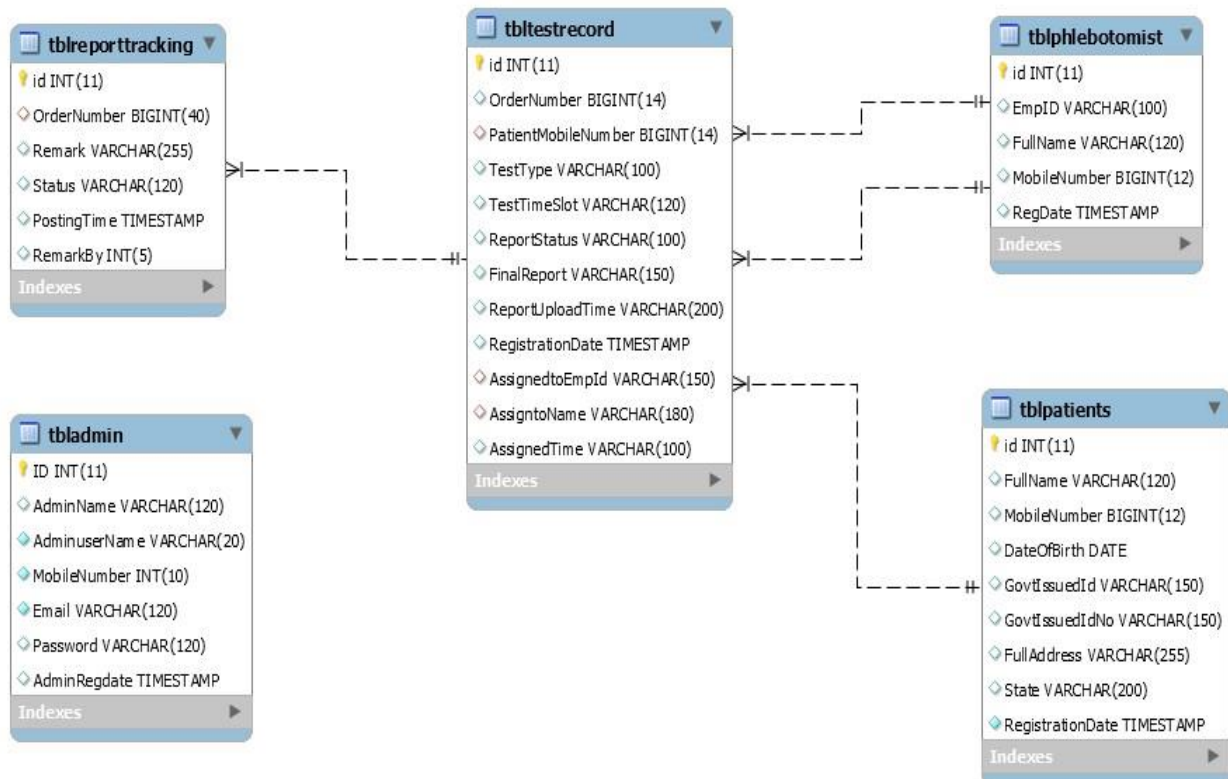 tblreporttracking
id INT(11)
OrderNumber BIGINT(40)
Remark VARCHAR(255)
Status VARCHAR(120)
PostingTime TIMESTAMP
RemarkBy INT(5)
Indexes
tbltestrecord
id INT(11)
OrderNumber BIGINT(14)
PatientMobileNumber BIGINT(14)
TestType VARCHAR(100)
TestTimeSlot VARCHAR(120)
ReportStatus VARCHAR(100)
FinalReport VARCHAR(150)
ReportUploadTime VARCHAR(200)
RegistrationDate TIMESTAMP
AssignedtoEmpId VARCHAR(150)
AssigntoName VARCHAR(180)
AssignedTime VARCHAR(100)
Indexes
tblphlebotomist
id INT(11)
EmpID VARCHAR(100)
FullName VARCHAR(120)
MobileNumber BIGINT(12)
RegDate TIMESTAMP
Indexes
tbladmin
ID INT(11)
AdminName VARCHAR(120)
AdminuserName VARCHAR(20)
MobileNumber INT(10)
Email VARCHAR(120)
Password VARCHAR(120)
AdminRegdate TIMESTAMP
Indexes
tblpatients
id INT(11)
FullName VARCHAR(120)
MobileNumber BIGINT(12)
DateOfBirth DATE
GovtIssuedId VARCHAR(150)
GovtIssuedIdNo VARCHAR(150)
FullAddress VARCHAR(255)
State VARCHAR(200)
RegistrationDate TIMESTAMP
Indexes